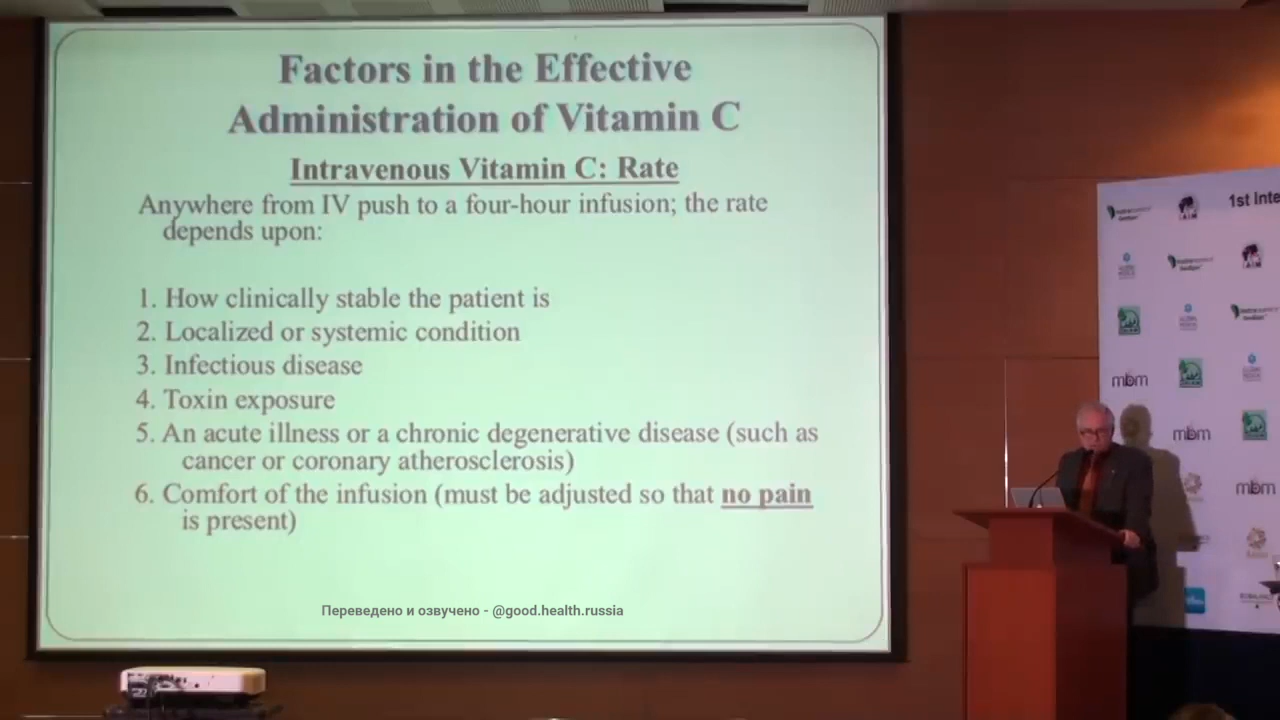 Factors in the Effective
Administration of Vitamin C
Intravenous Vitamin C: Rate
Anywhere from IV push to a four-hour infusion; the rate
depends upon:
1. How clinically stable the patient is
2. Localized or systemic condition
3. Infectious disease
4. Toxin exposure
5. An acute illness or a chronic degenerative disease (such as
cancer or coronary atherosclerosis)
6. Comfort of the infusion (must be adjusted so that no pain
is present)
Переведено и озвучено - @good.health.russia
1st Inte
mbm
mbm
mbm